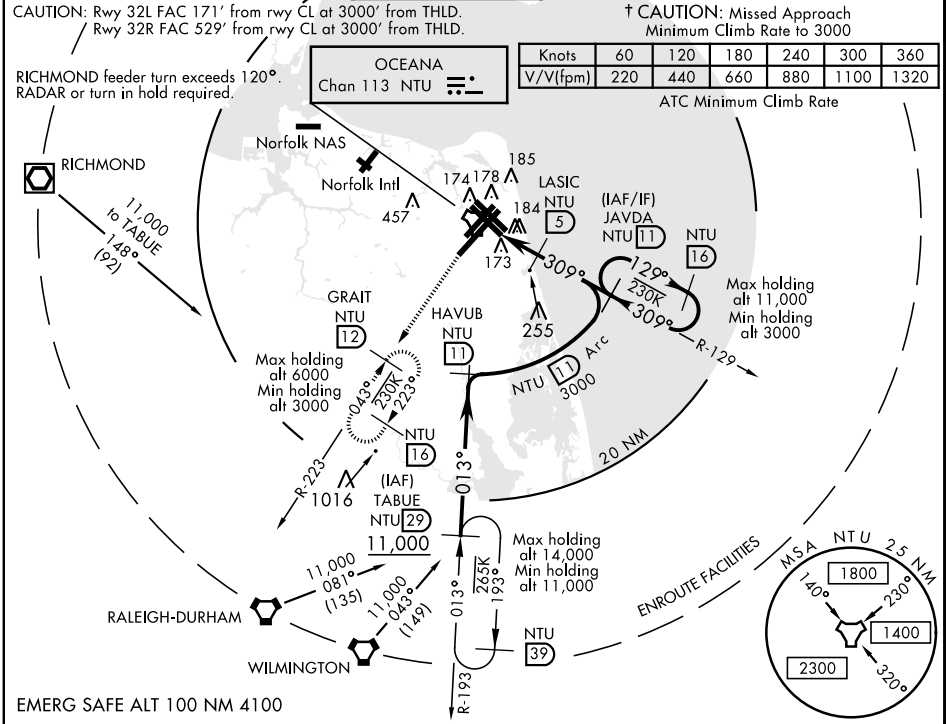 CAUTION: Rwy 32L FAC 171' from rwy CL at 3000' from THLD.
Rwy 32R FAC 529' from rwy CL at 3000' from THLD.
† CAUTION: Missed Approach
Minimum Climb Rate to 3000
Knots 60 120 180 240 300 360
V/V(fpm) 220 440 660 880 1100 1320
ATC Minimum Climb Rate
RICHMOND feeder turn exceeds 120°.
RADAR or turn in hold required.
OCEANA
Chan 113 NTU
RICHMOND
11,000
to TABUE
148°
(92)
Norfolk NAS
Norfolk Intl
457
174
178
185
184
173
255
LASIC
NTU
5
(IAF/IF)
JAVDA
NTU 11
NTU
16
309°
129°
230K
309°
Max holding
alt 11,000
Min holding
alt 3000
R-129
GRAIT
NTU
12
HAVUB
NTU
11
NTU 11 Arc
3000
Max holding
alt 6000
Min holding
alt 3000
043°
230K
223°
NTU
16
R-223
1016
20 NM
013°
(IAF)
TABUE
NTU 29
11,000
Max holding
alt 14,000
Min holding
alt 11,000
013°
265K
193°
NTU
39
R-193
11,000
081°
(135)
RALEIGH-DURHAM
11,000
043°
(149)
WILMINGTON
ENROUTE FACILITIES
MSA NTU 25 NM
1800
140°
230°
1400
2300
320°
EMERG SAFE ALT 100 NM 4100